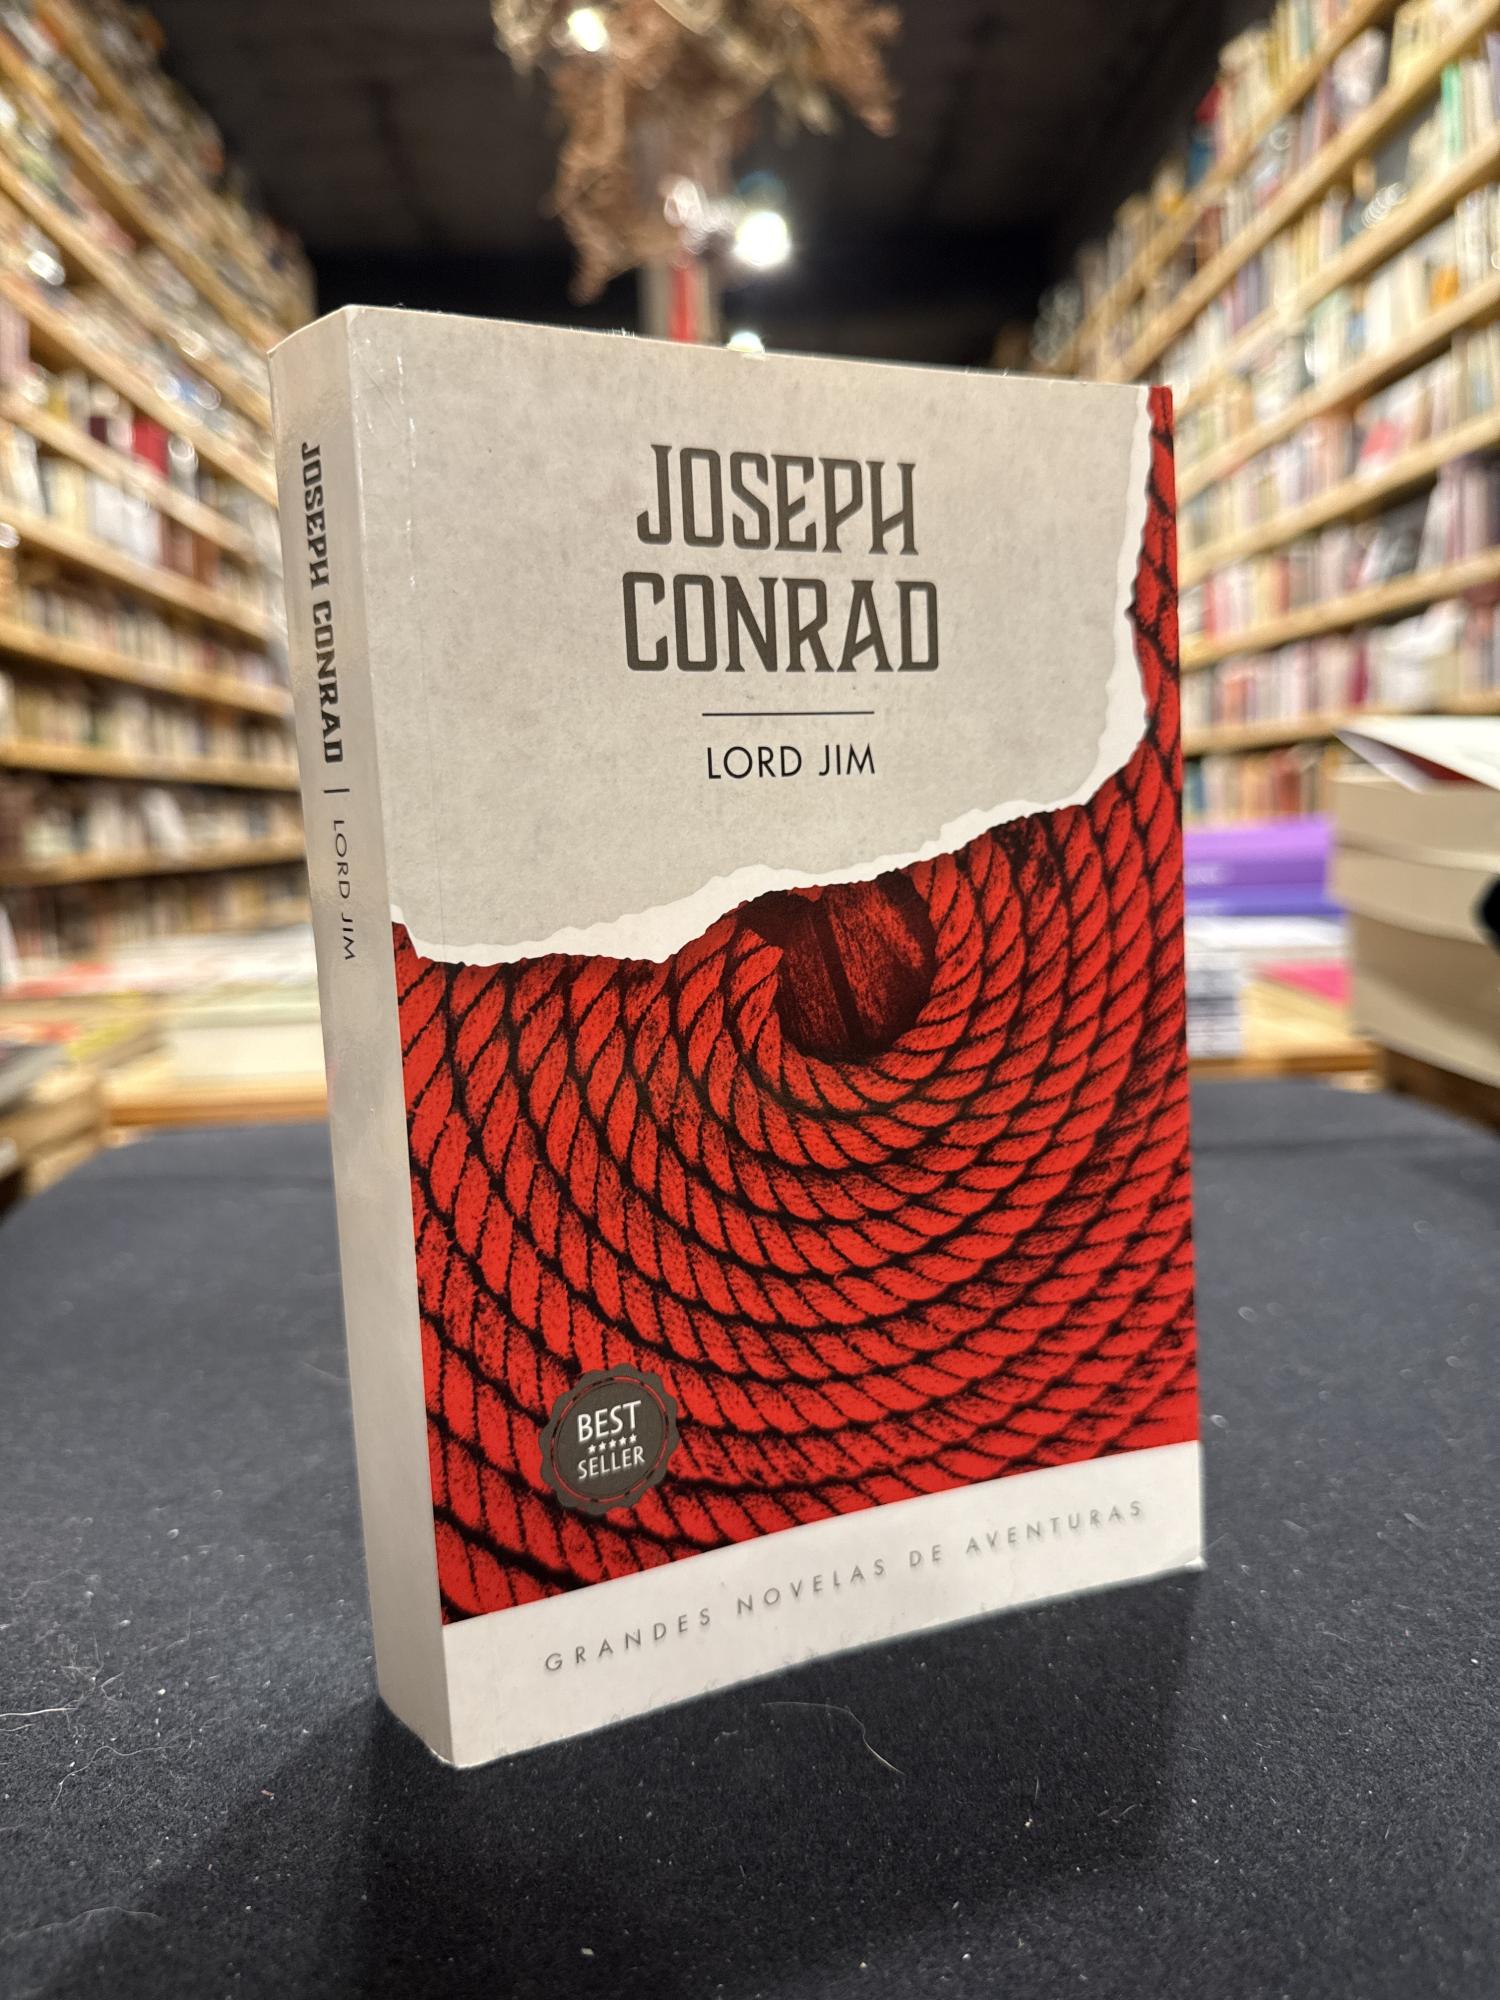 JOSEPH CONRAD | LORD JIM
JOSEPH
CONRAD
LORD JIM
BEST
SELLER
GRANDES NOVELAS DE AVENTURAS